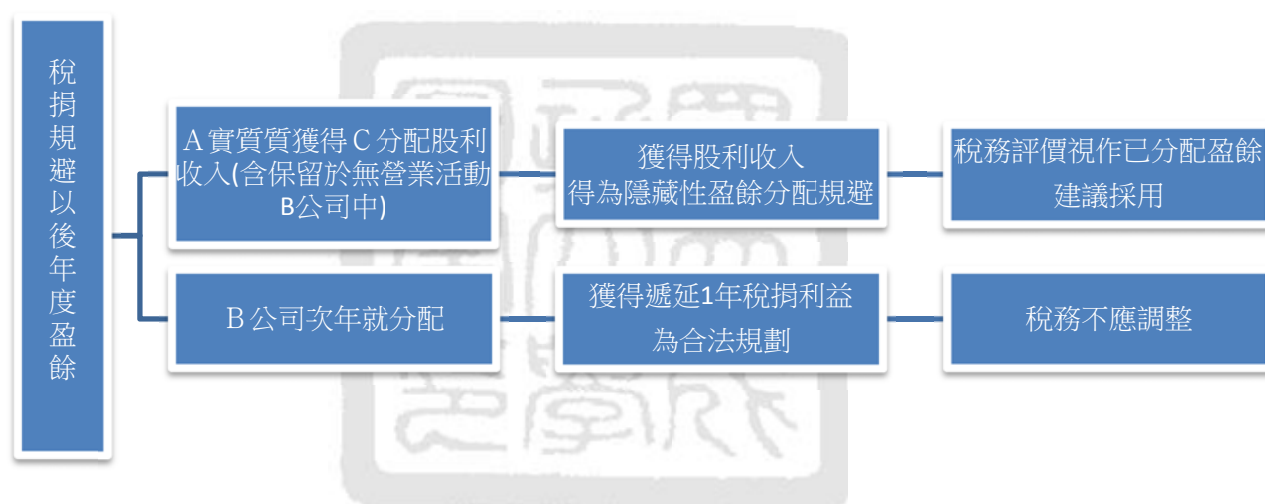 稅捐規避以後年度盈餘
A實質質獲得C分配股利
收入(含保留於無營業活動
B公司中)
獲得股利收入
得為隱藏性盈餘分配規避
稅務評價視作已分配盈餘
建議採用
B公司次年就分配
獲得遞延1年稅捐利益
為合法規劃
稅務不應調整